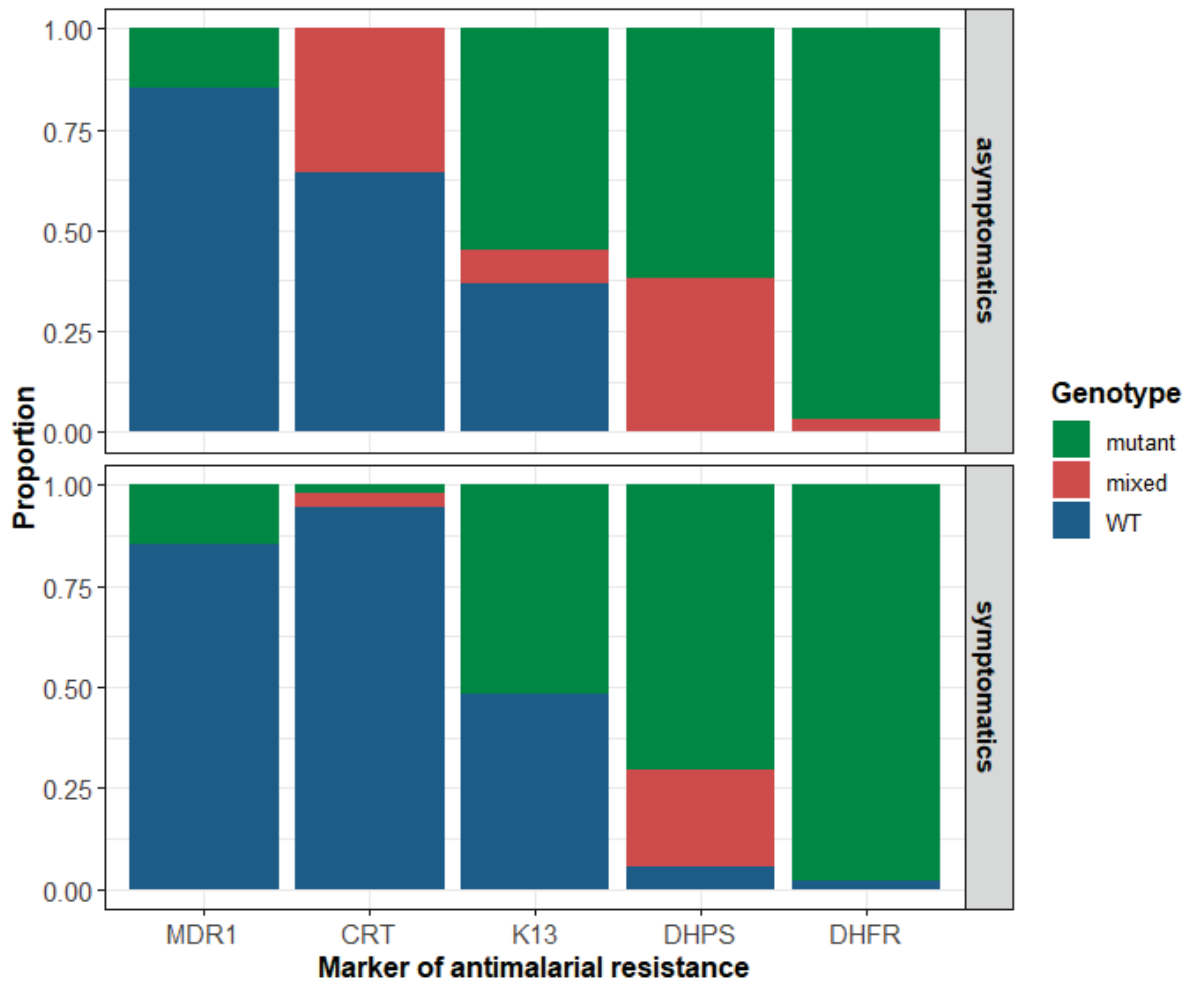 1.00
0.75
0.50
0.25
0.00
asymptomatics
1.00
0.75
0.50
0.25
0.00
symptomatics
Proportion
MDR1 CRT K13 DHPS DHFR
Marker of antimalarial resistance
Genotype
mutant
mixed
WT